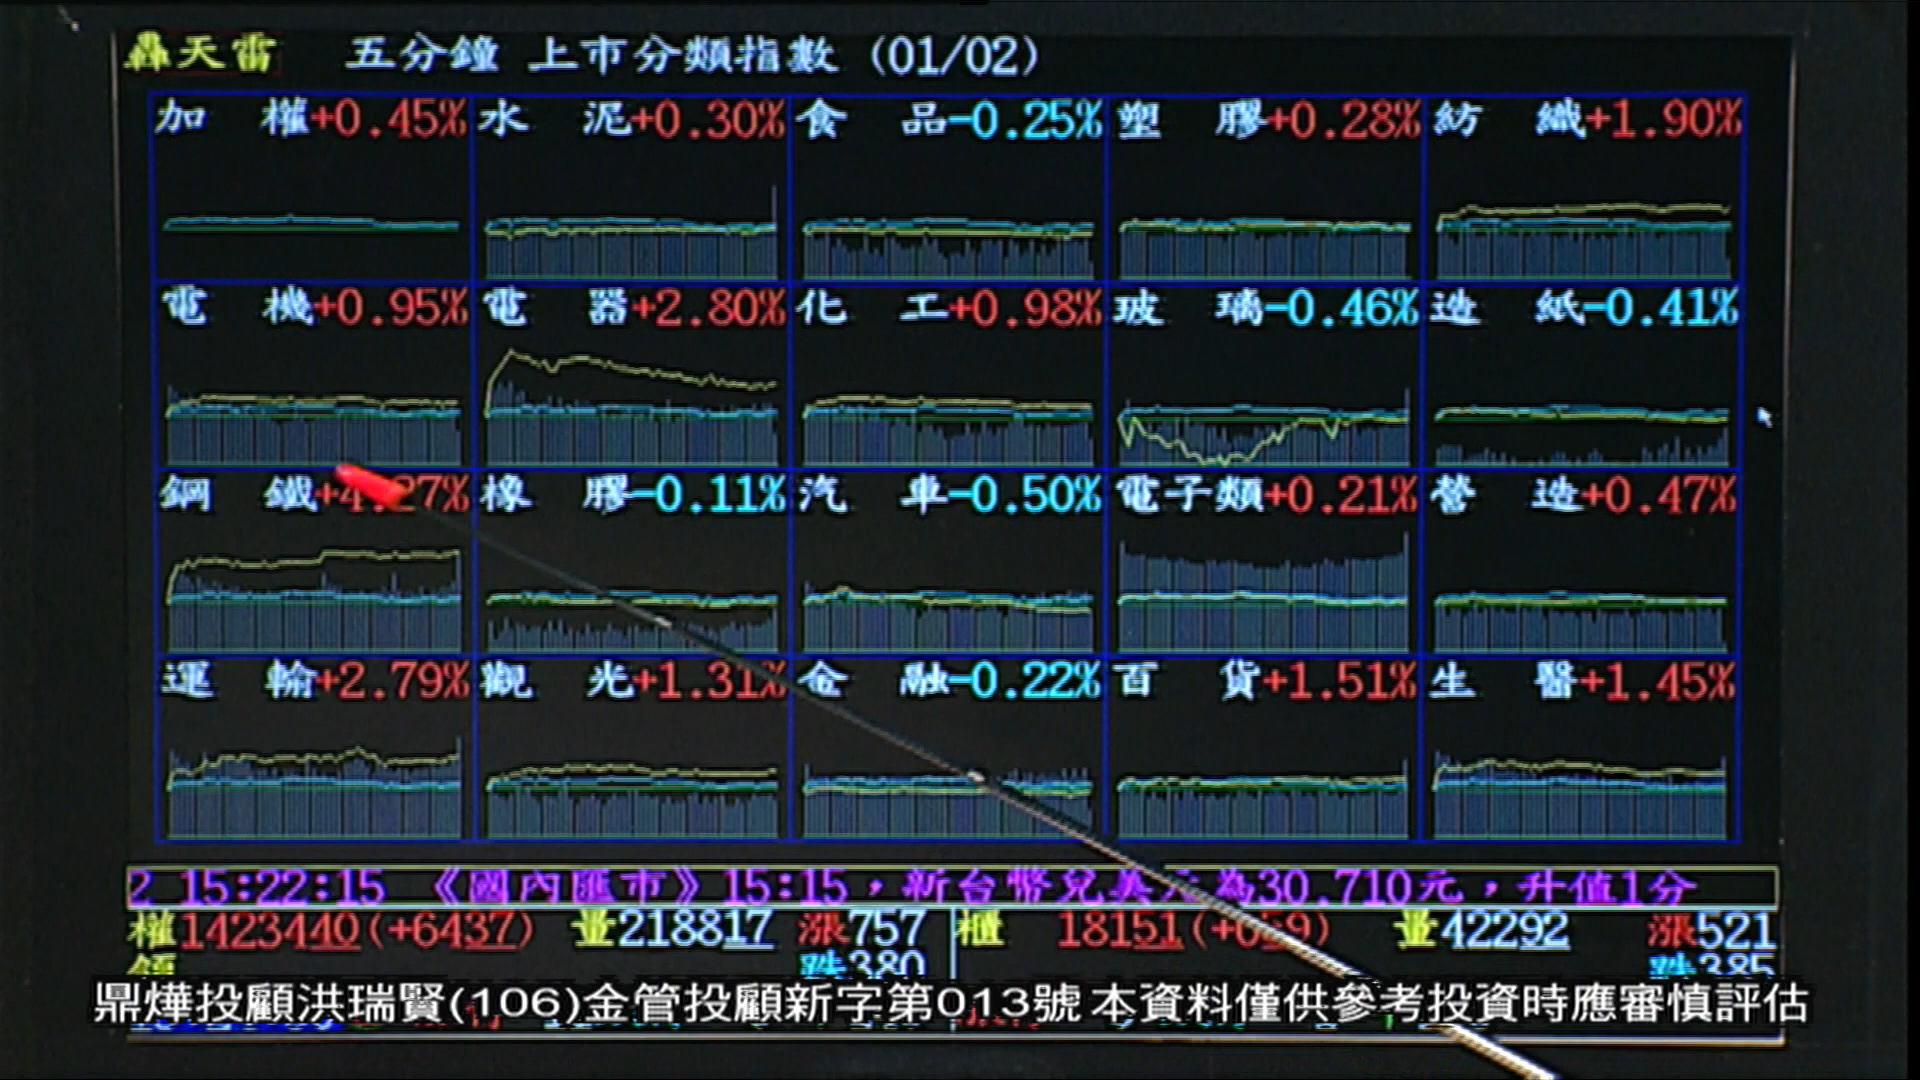 轟天雷 五分鐘 上市分類指數 (01/02)
加 權+0.45% 水 泥+0.30% 食 品-0.25% 塑 膠+0.28% 紡 織+1.90%
電 機+0.95% 電 器+2.80% 化 工+0.98% 玻 璃-0.46% 造 紙-0.41%
鋼 鐵+4.27% 橡 膠-0.11% 汽 車-0.50% 電子類+0.21% 營 造+0.47%
運 輸+2.79% 觀 光+1.31% 金 融-0.22% 百 貨+1.51% 生 醫+1.45%
2 15:22:15 《國內匯市》15:15,新台幣兌美元為30.710元,升值1分
權1423440(+6437) 量218817 漲757 櫃 18151 量42292 漲521
跌380 跌385
鼎燁投顧洪瑞賢(106)金管投顧新字第013號 本資料僅供參考投資時應審慎評估